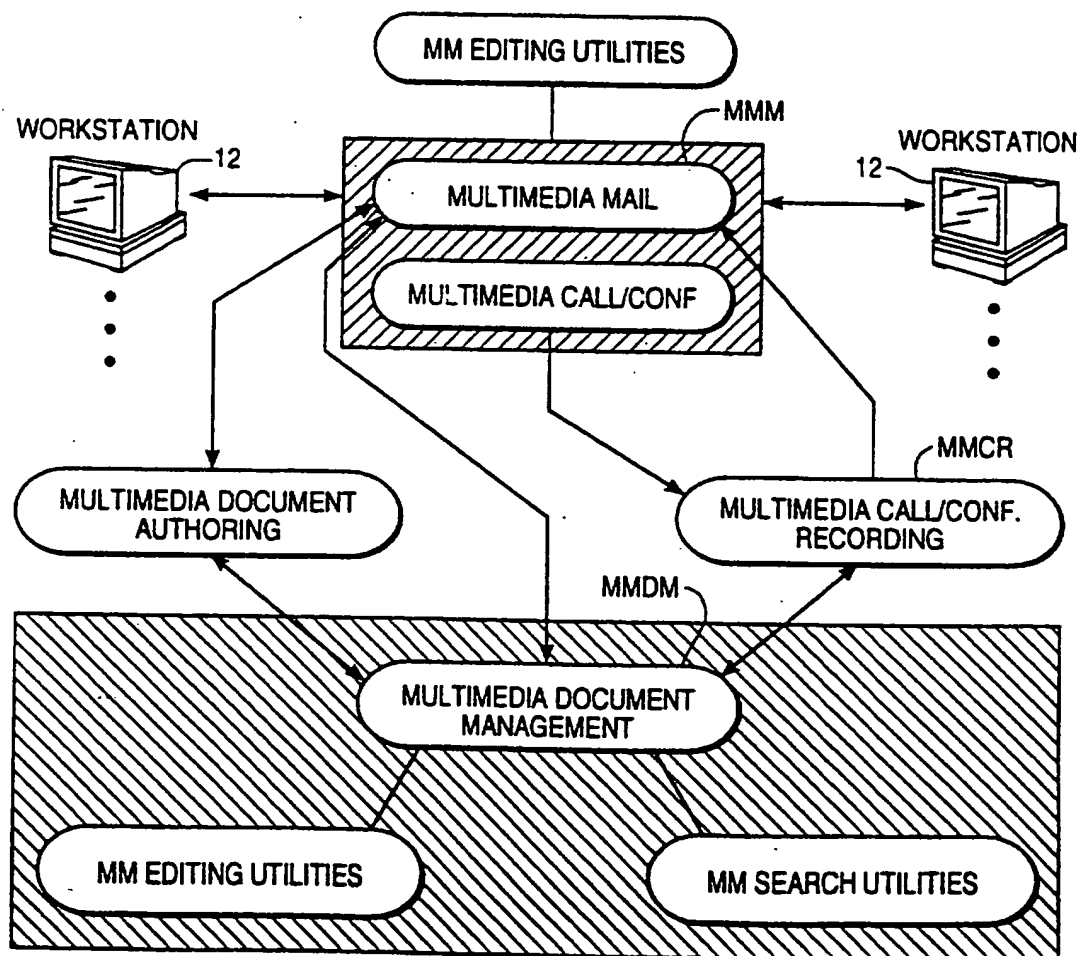 MM EDITING UTILITIES
MMM
WORKSTATION
12
WORKSTATION
12
MULTIMEDIA MAIL
MULTIMEDIA CALL/CONF
MMCR
MULTIMEDIA DOCUMENT
AUTHORING
MULTIMEDIA CALL/CONF.
RECORDING
MMDM
MULTIMEDIA DOCUMENT
MANAGEMENT
MM EDITING UTILITIES
MM SEARCH UTILITIES